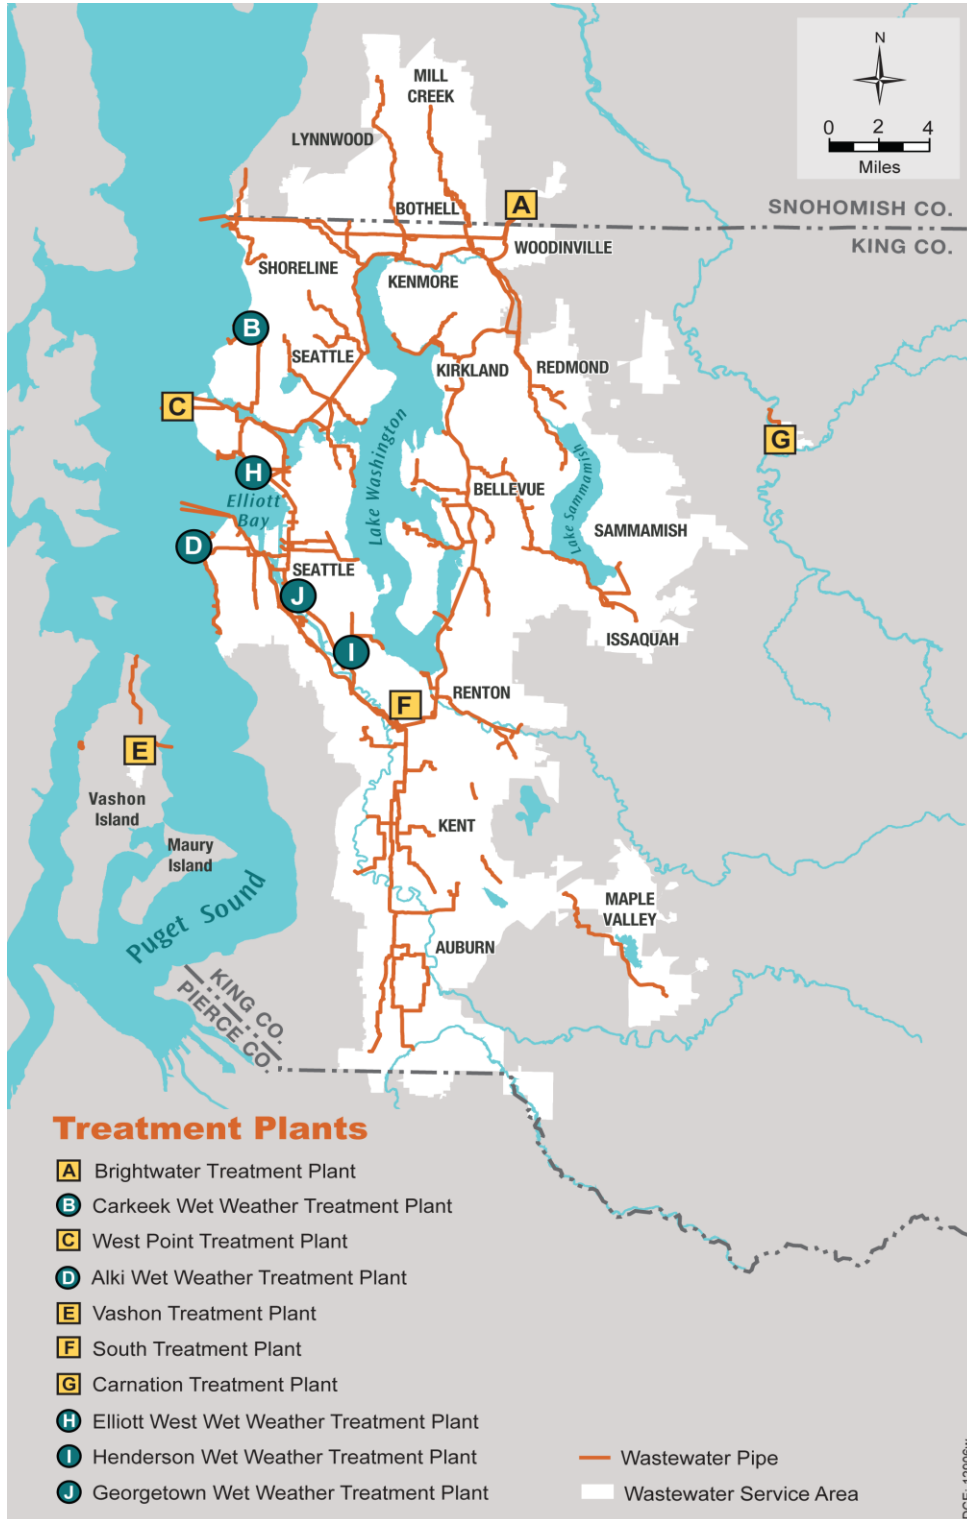 N
0 2 4
Miles
MILL
CREEK
LYNNWOOD
BOTHELL
A
SNOHOMISH CO.
KING CO.
WOODINVILLE
SHORELINE
KENMORE
B
SEATTLE
KIRKLAND
REDMOND
C
Lake Washington
G
H
Elliott
Bay
BELLEVUE
Lake Sammamish
SAMMAMISH
D
SEATTLE
J
ISSAQUAH
I
RENTON
F
E
Vashon
Island
KENT
Maury
Island
Puget Sound
MAPLE
VALLEY
AUBURN
KING CO.
PIERCE CO.
Treatment Plants
A Brightwater Treatment Plant
B Carkeek Wet Weather Treatment Plant
C West Point Treatment Plant
D Alki Wet Weather Treatment Plant
E Vashon Treatment Plant
F South Treatment Plant
G Carnation Treatment Plant
H Elliott West Wet Weather Treatment Plant
I Henderson Wet Weather Treatment Plant
J Georgetown Wet Weather Treatment Plant
Wastewater Pipe
Wastewater Service Area